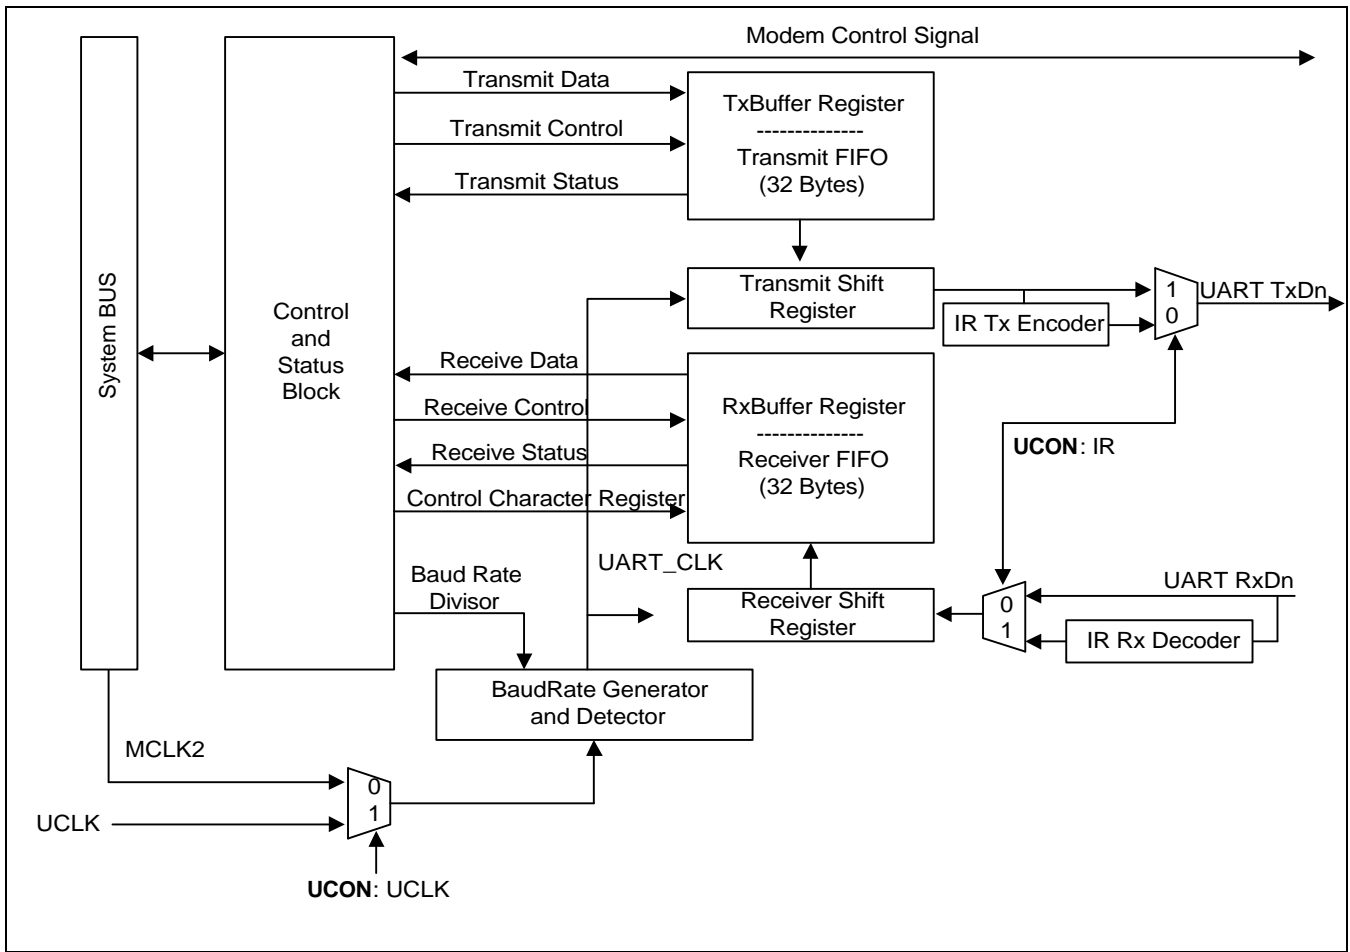 Modem Control Signal
Transmit Data
Transmit Control
Transmit Status
TxBuffer Register
--------------
Transmit FIFO
(32 Bytes)
System BUS
Control
and
Status
Block
Transmit Shift
Register
IR Tx Encoder
1
0
UART TxDn
Receive Data
Receive Control
Receive Status
Control Character Register
RxBuffer Register
--------------
Receiver FIFO
(32 Bytes)
UCON: IR
UART_CLK
Baud Rate
Divisor
Receiver Shift
Register
0
1
UART RxDn
IR Rx Decoder
BaudRate Generator
and Detector
MCLK2
UCLK
0
1
UCON: UCLK